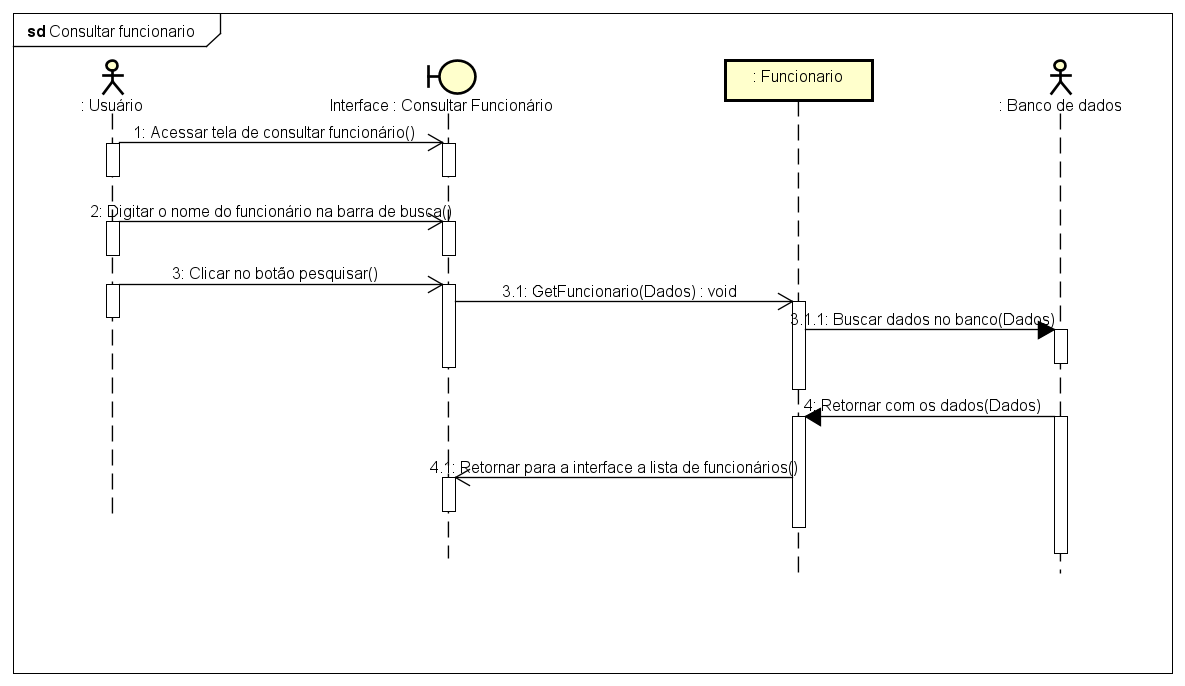 sd Consultar funcionario
: Usuário
Interface : Consultar Funcionário
: Funcionario
: Banco de dados
1: Acessar tela de consultar funcionário()
2: Digitar o nome do funcionário na barra de busca()
3: Clicar no botão pesquisar()
3.1: GetFuncionario(Dados) : void
3.1.1: Buscar dados no banco(Dados)
4: Retornar com os dados(Dados)
4.1: Retornar para a interface a lista de funcionários()